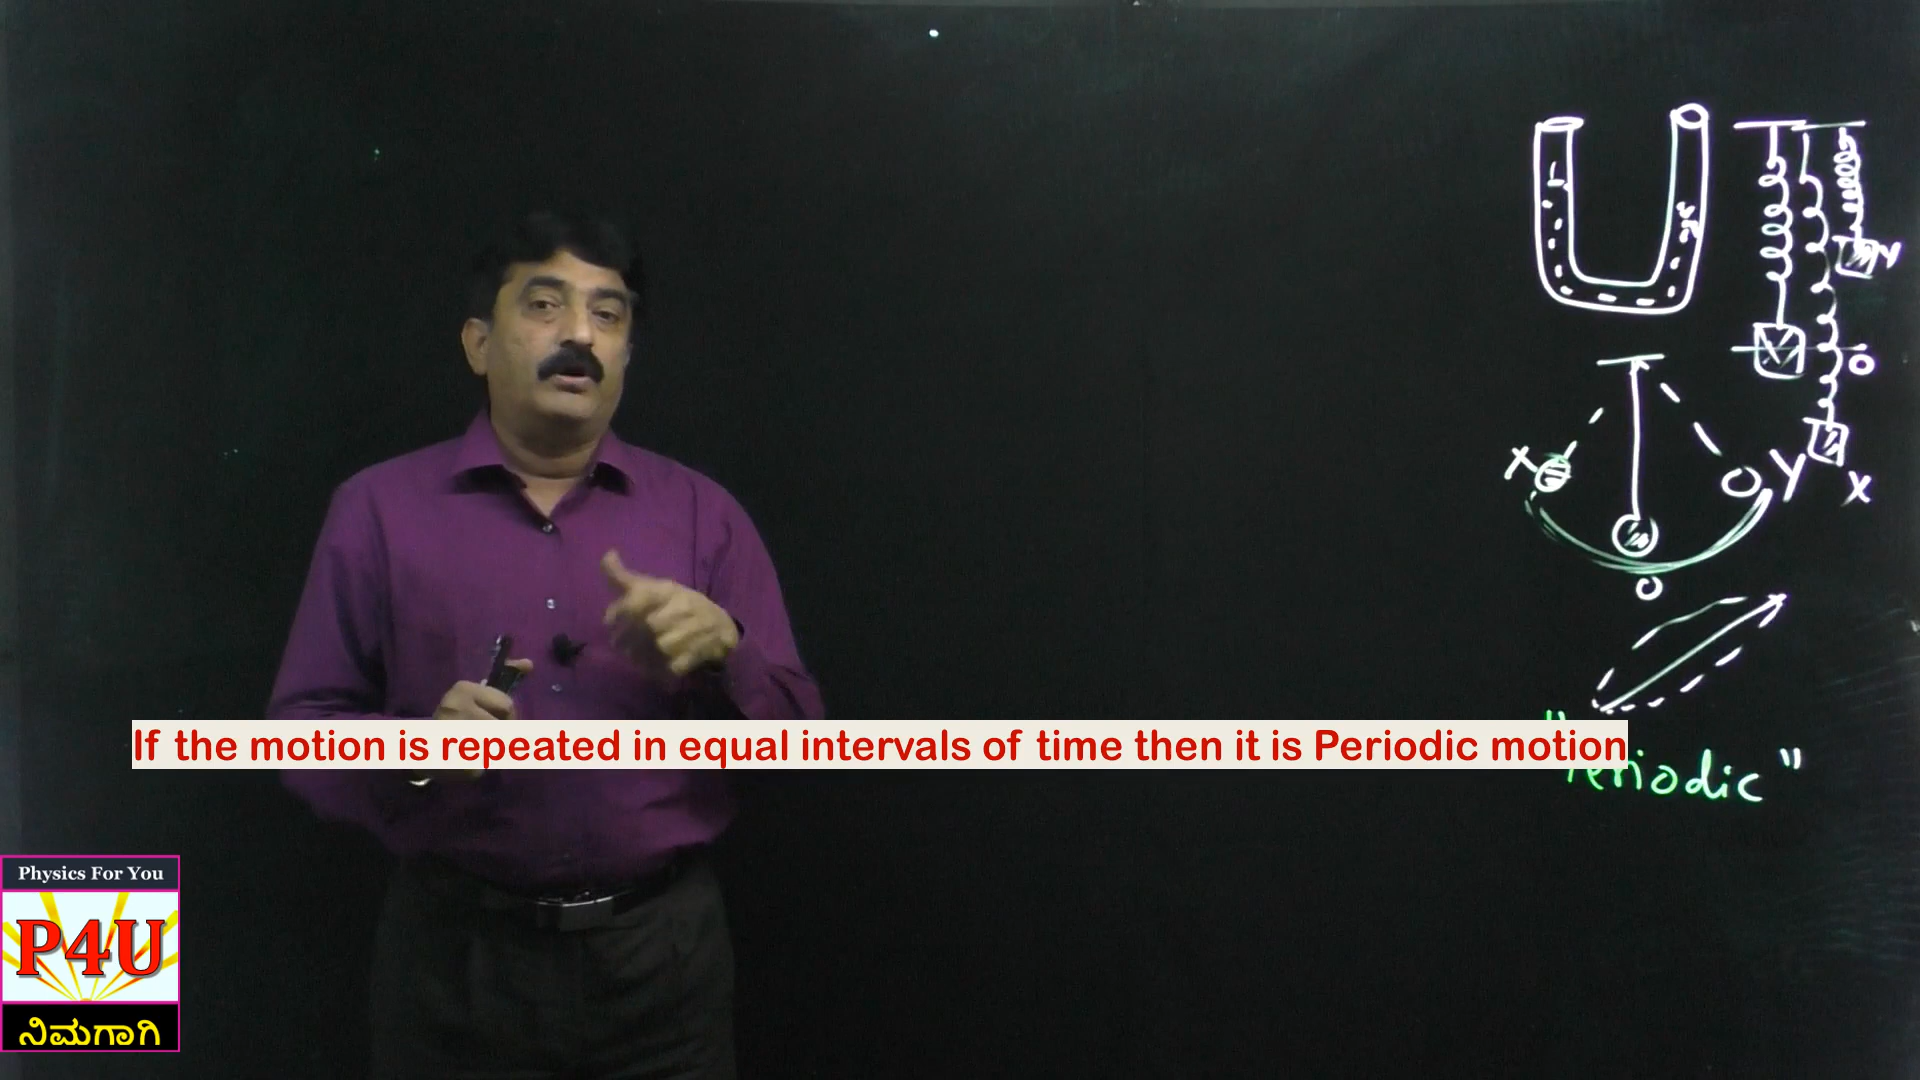 Y
O
X Y
X
O
If the motion is repeated in equal intervals of time then it is Periodic motion
"Periodic"
Physics For You
P4U
ನಿಮಗಾಗಿ